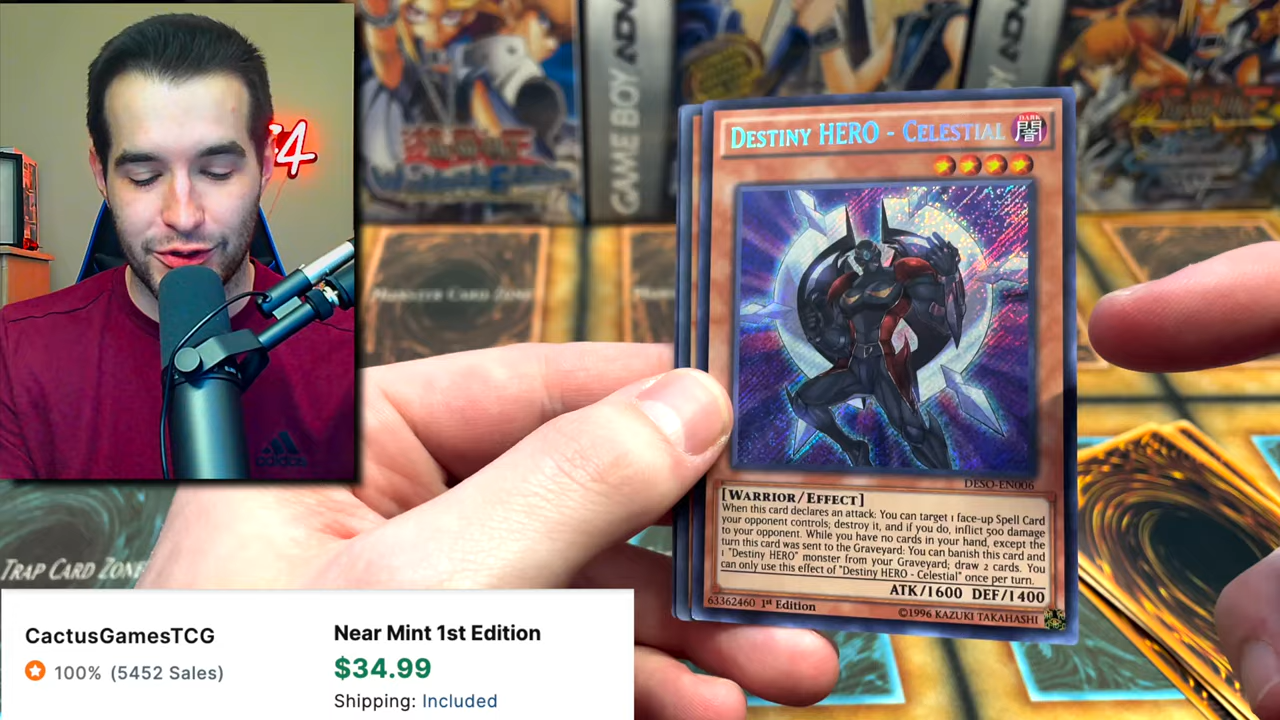 GAME BOY ADV
4
DESTINY HERO - CELESTIAL
DARK
闇
MONSTER CARD ZONE
adidas
DESO-EN006
[WARRIOR/EFFECT]
When this card declares an attack: You can target 1 face-up Spell Card
your opponent controls; destroy it, and if you do, inflict 500 damage
to your opponent. While you have no cards in your hand, except the
turn this card was sent to the Graveyard: You can banish this card and
1 "Destiny HERO" monster from your Graveyard; draw 2 cards. You
can only use this effect of "Destiny HERO - Celestial" once per turn.
ATK/1600 DEF/1400
63362460 1st Edition
©1996 KAZUKI TAKAHASHI
TRAP CARD ZONE
CactusGamesTCG
100% (5452 Sales)
Near Mint 1st Edition
$34.99
Shipping: Included